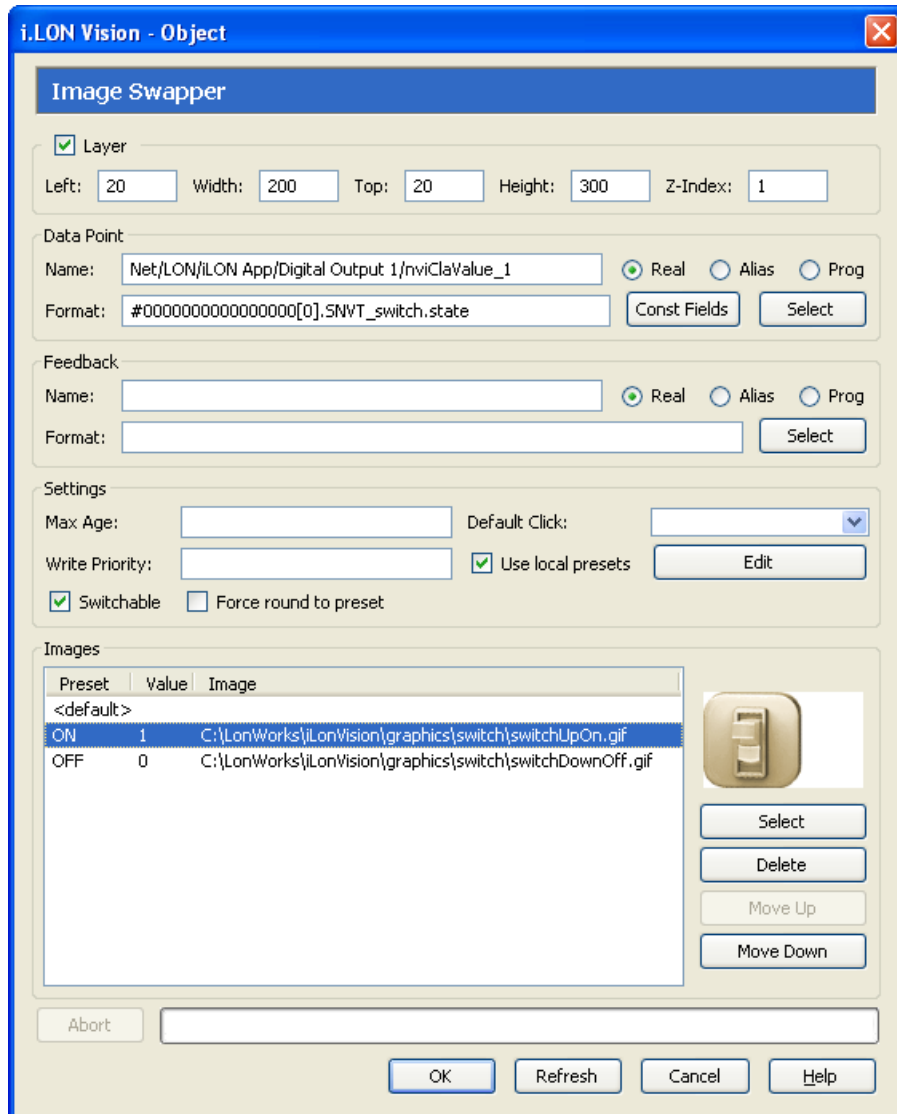 i.LON Vision - Object
Image Swapper
Layer
Left: 20 Width: 200 Top: 20 Height: 300 Z-Index: 1
Data Point
Name: Net/LON/iLON App/Digital Output 1/nviClaValue_1 Real Alias Prog
Format: #0000000000000000[0].SNVT_switch.state Const Fields Select
Feedback
Name: Real Alias Prog
Format: Select
Settings
Max Age: Default Click:
Write Priority: Use local presets Edit
Switchable Force round to preset
Images
Preset Value Image
<default>
ON 1 C:\LonWorks\iLonVision\graphics\switch\switchUpOn.gif
OFF 0 C:\LonWorks\iLonVision\graphics\switch\switchDownOff.gif
Select
Delete
Move Up
Move Down
Abort
OK Refresh Cancel Help